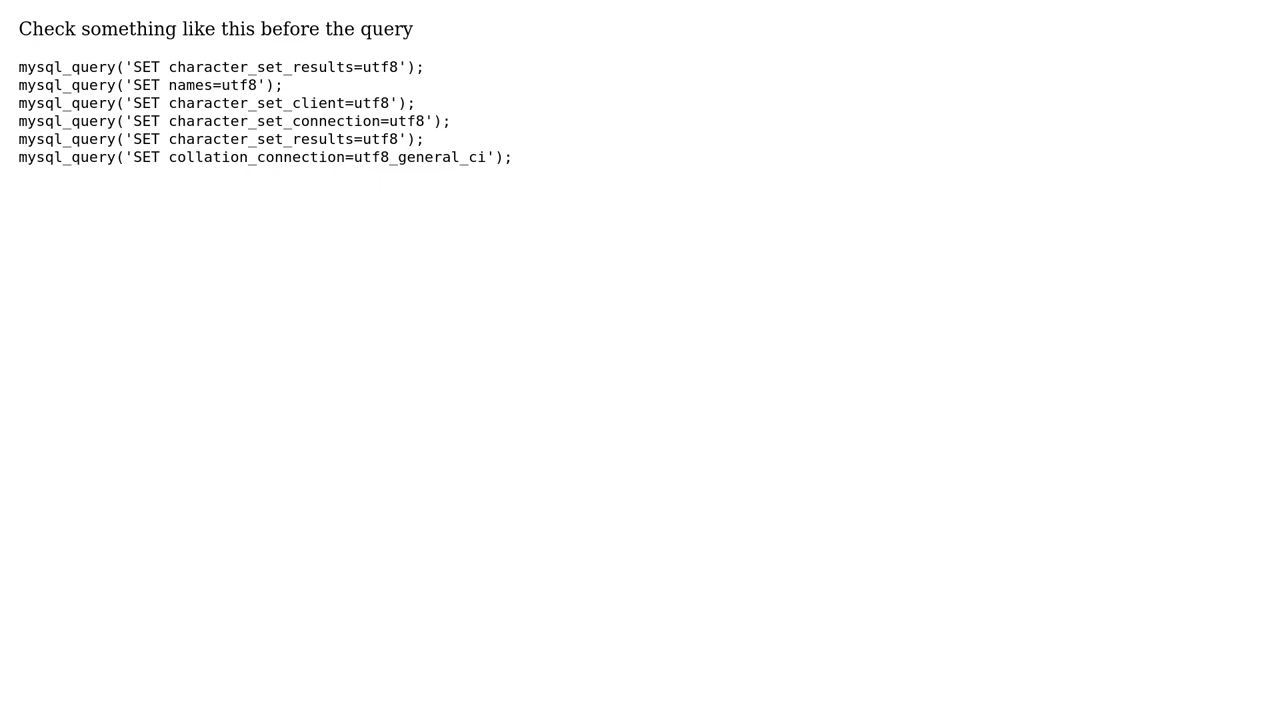 Check something like this before the query
mysql_query('SET character_set_results=utf8');
mysql_query('SET names=utf8');
mysql_query('SET character_set_client=utf8');
mysql_query('SET character_set_connection=utf8');
mysql_query('SET character_set_results=utf8');
mysql_query('SET collation_connection=utf8_general_ci');